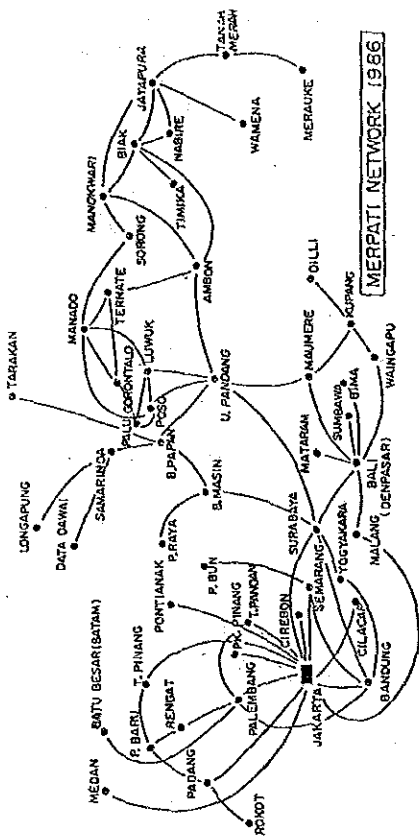 MERPATI NETWORK 1986
MEDAN
BATU BESAR (BATAM)
T. PINANG
P. BARU
RENGAT
PADANG
ROKOT
PALEMBANG
PK. PINANG
T. PANDAN
JAKARTA
CIREBON
SEMARANG
CILACAP
BANDUNG
YOGYAKARA
SURABAYA
MALANG
PONTIANAK
P. BUN
P. RAYA
B. MASIN
B. PAPAN
SAMARINDA
DATA DAWAI
LONGAPUNG
TARAKAN
PALU
POSO
GORONTALO
LUWUK
MANADO
TERNATE
U. PANDANG
AMBON
SORONG
MANOKWARI
BIAK
TIMIKA
NABIRE
JAYAPURA
WAMENA
TANAH
MERAH
MERAUKE
BALI
(DENPASAR)
MATARAM
SUMBAWA
BIMA
MAUMERE
WAINGAPU
KUPANG
DILLI